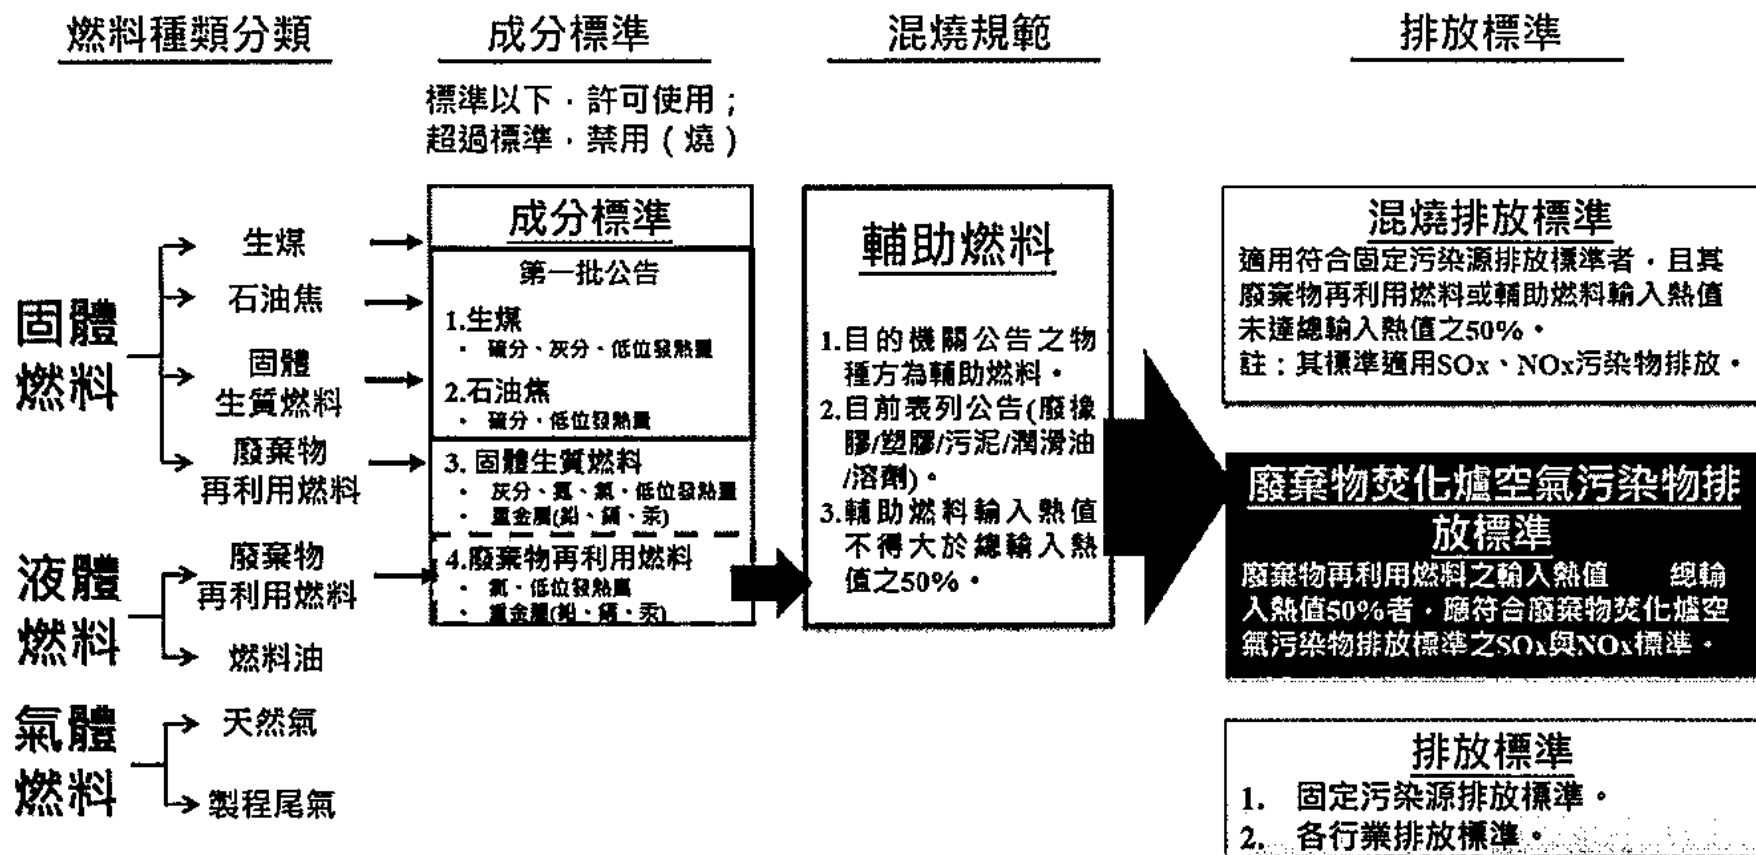 燃料種類分類
成分標準
混燒規範
排放標準
標準以下，許可使用；
超過標準，禁用（燒）
固體
燃料
生煤
石油焦
固體
生質燃料
廢棄物
再利用燃料
液體
燃料
廢棄物
再利用燃料
燃料油
氣體
燃料
天然氣
製程尾氣
成分標準
第一批公告
1.生煤
• 硫分、灰分、低位發熱量
2.石油焦
• 硫分、低位發熱量
3. 固體生質燃料
• 灰分、氮、氯、低位發熱量
• 重金屬(鉛、鎘、汞)
4.廢棄物再利用燃料
• 氯、低位發熱量
• 重金屬(鉛、鎘、汞)
輔助燃料
1.目的機關公告之物
種方為輔助燃料。
2.目前表列公告(廢橡
膠/塑膠/污泥/潤滑油
/溶劑)。
3.輔助燃料輸入熱值
不得大於總輸入熱
值之50%。
混燒排放標準
適用符合固定污染源排放標準者，且其
廢棄物再利用燃料或輔助燃料輸入熱值
未達總輸入熱值之50%。
註：其標準適用SOx、NOx污染物排放。
廢棄物焚化爐空氣污染物排
放標準
廢棄物再利用燃料之輸入熱值 總輸
入熱值50%者，應符合廢棄物焚化爐空
氣污染物排放標準之SOx與NOx標準。
排放標準
1. 固定污染源排放標準。
2. 各行業排放標準。